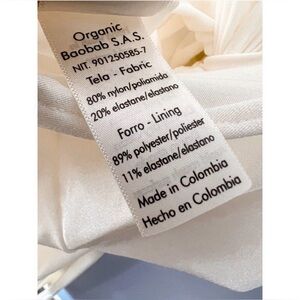 Organic
Baobab S.A.S.
NIT. 901250585-7
Tela - Fabric
80% nylon/poliamida
20% elastane/elastano
Forro - Lining
89% polyester/poliester
11% elastane/elastano
Made in Colombia
Hecho en Colombia